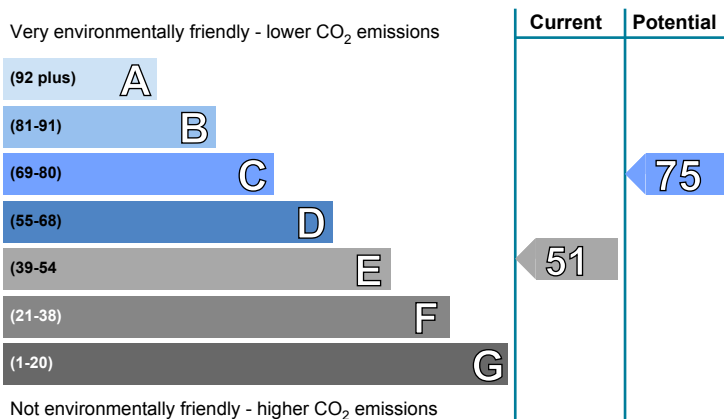 Current Potential
Very environmentally friendly - lower CO2 emissions
(92 plus) A
(81-91) B
(69-80) C 75
(55-68) D
(39-54 E 51
(21-38) F
(1-20) G
Not environmentally friendly - higher CO2 emissions